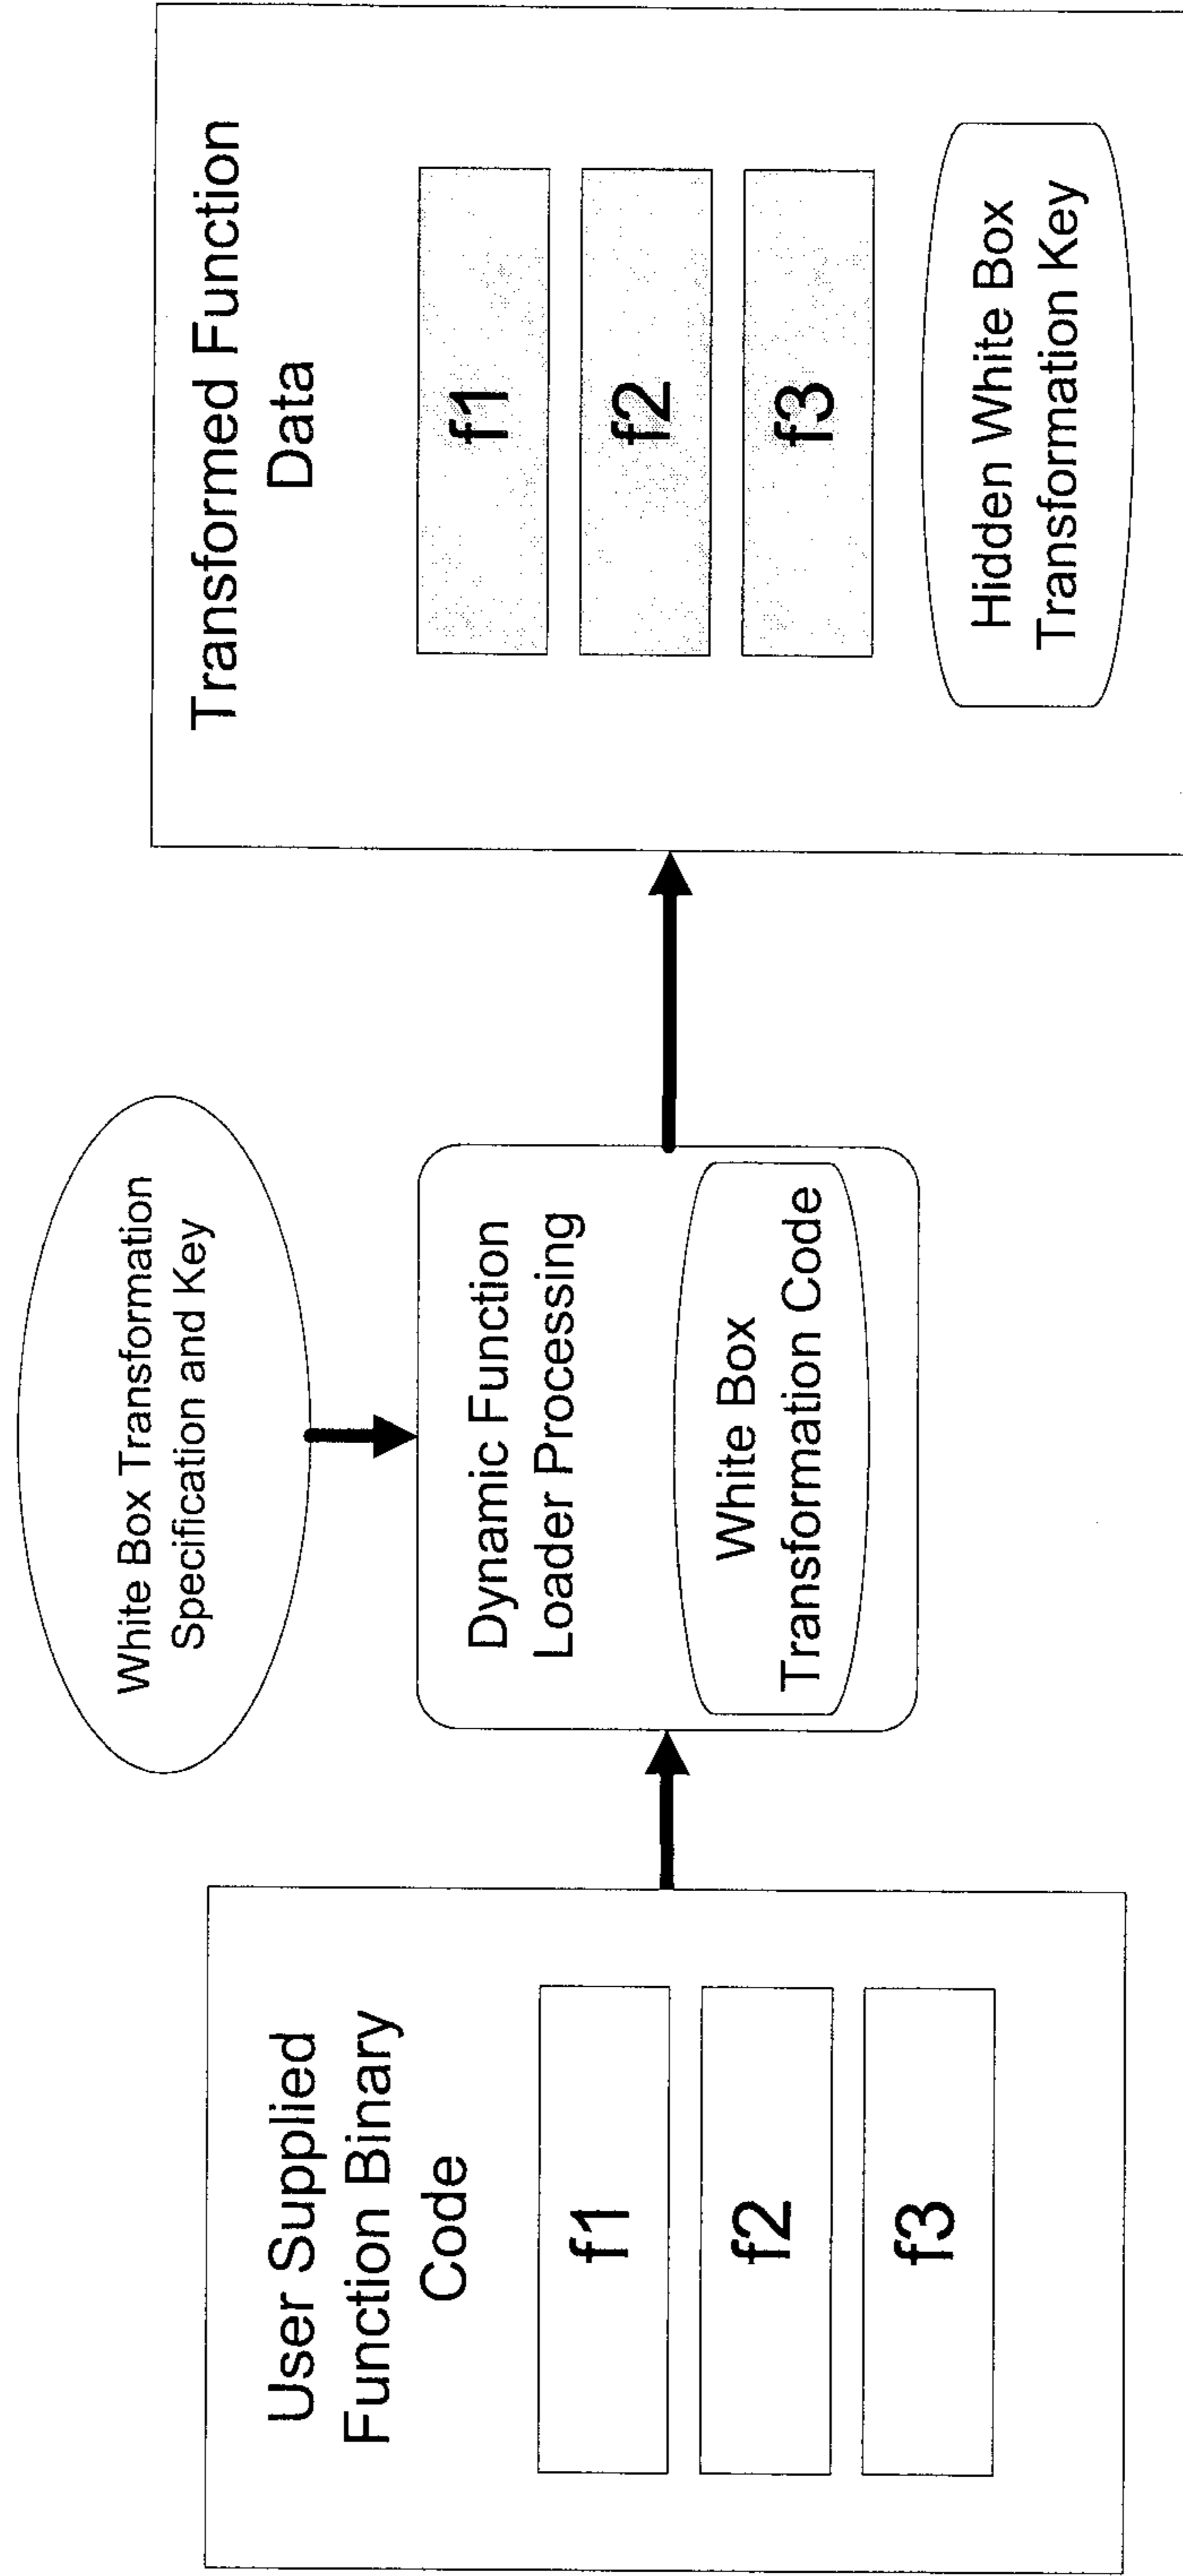 User Supplied
Function Binary
Code
f1
f2
f3
White Box Transformation
Specification and Key
Dynamic Function
Loader Processing
White Box
Transformation Code
Transformed Function
Data
f1
f2
f3
Hidden White Box
Transformation Key